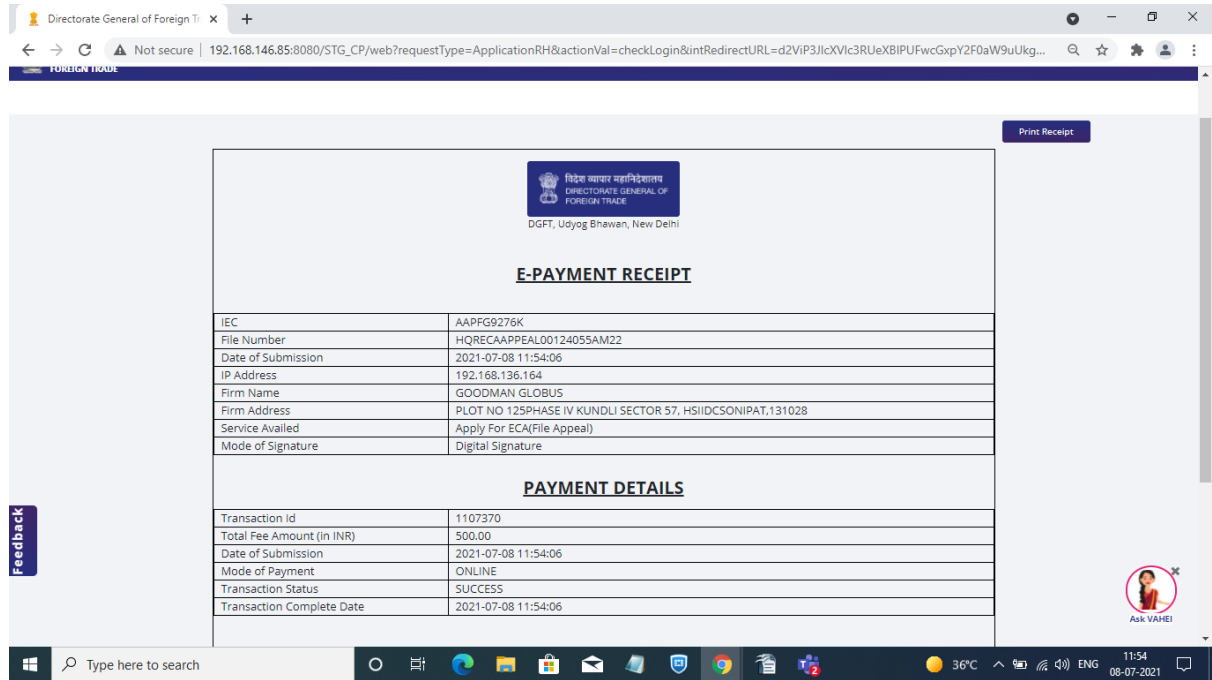 Directorate General of Foreign Tr
Not secure | 192.168.146.85:8080/STG_CP/web?requestType=ApplicationRH&actionVal=checkLogin&intRedirectURL=d2ViP3JlcXVlc3RUeXBlPUFwcGxpY2F0aW9uUkg...
FOREIGN TRADE
Print Receipt
विदेश व्यापार महानिदेशालय
DIRECTORATE GENERAL OF
FOREIGN TRADE
DGFT, Udyog Bhawan, New Delhi
E-PAYMENT RECEIPT
IEC AAPFG9276K
File Number HQRECAAPPEAL00124055AM22
Date of Submission 2021-07-08 11:54:06
IP Address 192.168.136.164
Firm Name GOODMAN GLOBUS
Firm Address PLOT NO 125PHASE IV KUNDLI SECTOR 57, HSIIDCSONIPAT,131028
Service Availed Apply For ECA(File Appeal)
Mode of Signature Digital Signature
PAYMENT DETAILS
Transaction Id 1107370
Total Fee Amount (in INR) 500.00
Date of Submission 2021-07-08 11:54:06
Mode of Payment ONLINE
Transaction Status SUCCESS
Transaction Complete Date 2021-07-08 11:54:06
Feedback
Ask VAHEI
Type here to search
36°C
ENG
11:54
08-07-2021